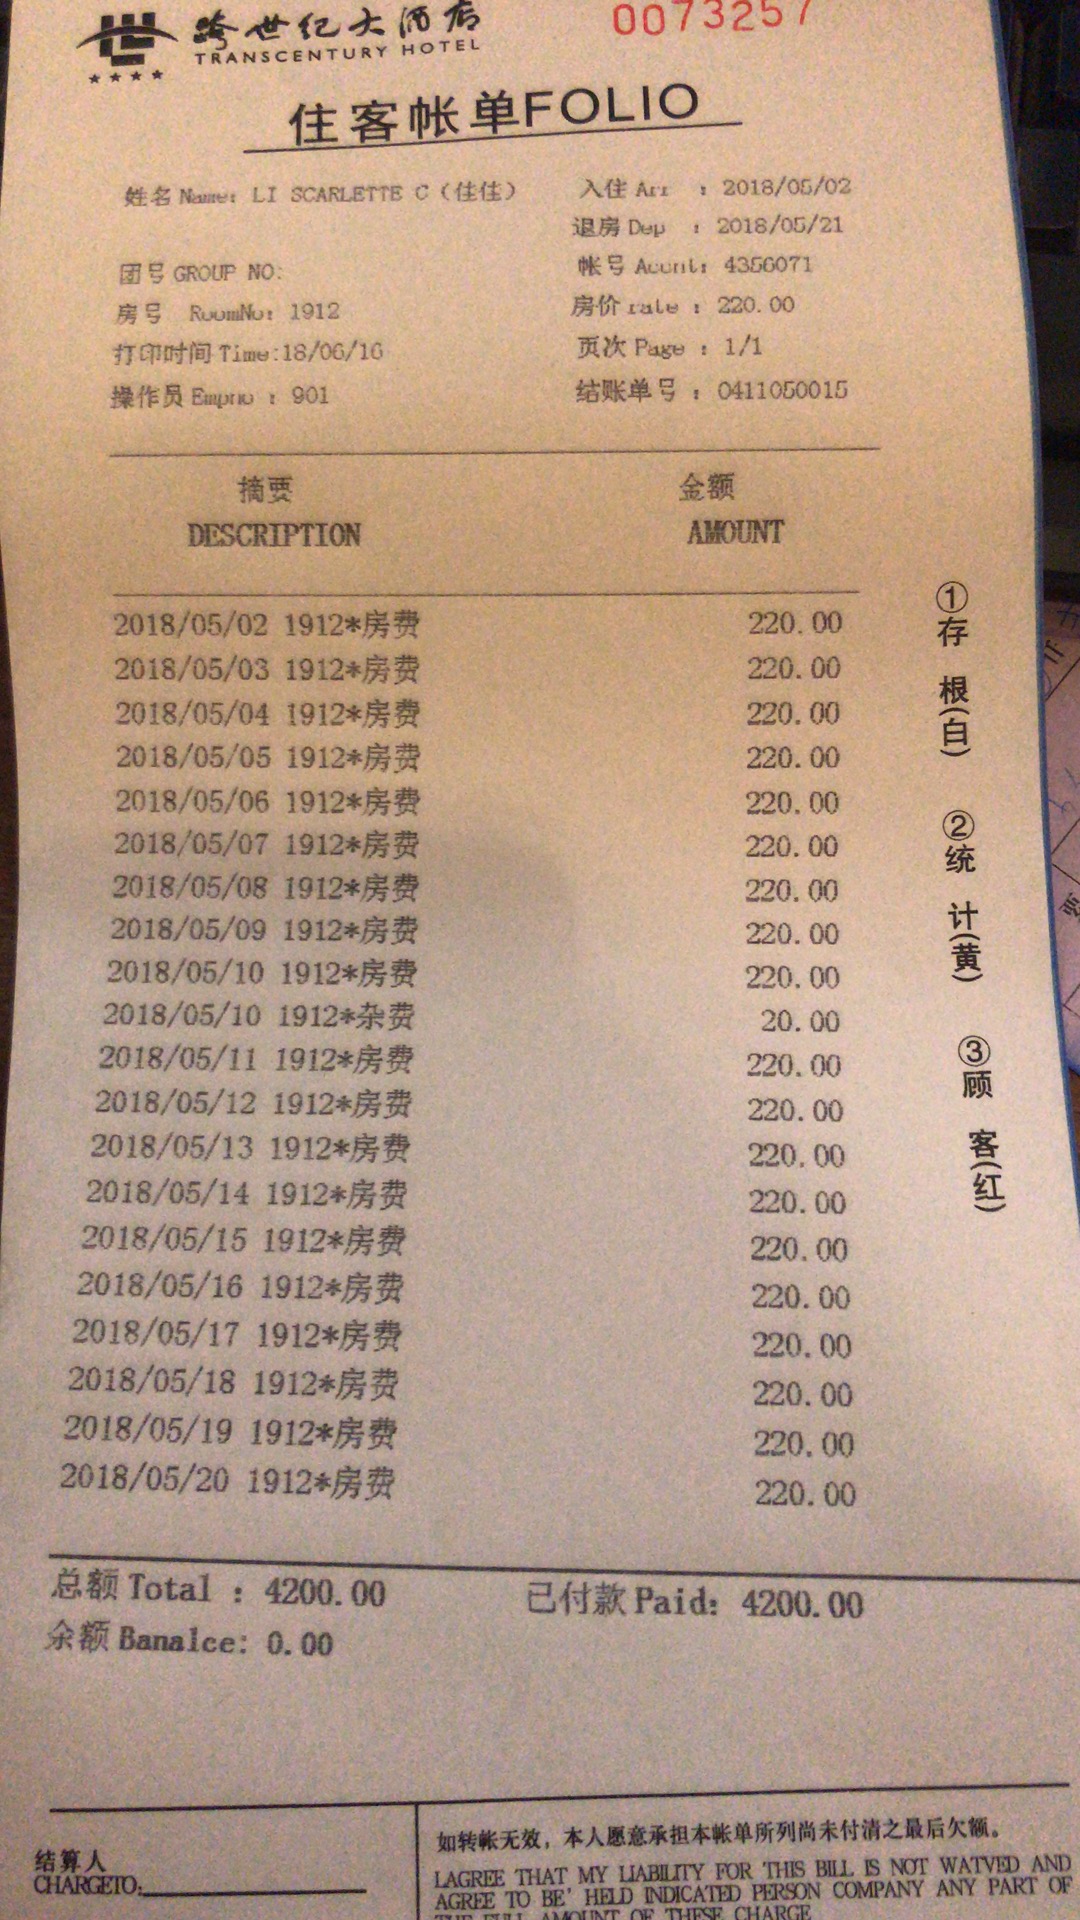 跨世纪大酒店
TRANSCENTURY HOTEL
0073257
住客帐单FOLIO
姓名 Name: LI SCARLETTE C（佳佳）
入住 Arr : 2018/05/02
退房 Dep : 2018/05/21
团号 GROUP NO:
帐号 Acunt: 4356071
房号 RoomNo: 1912
房价 rate : 220.00
打印时间 Time:18/06/16
页次 Page : 1/1
操作员 Empno : 901
结账单号 : 0411050015
摘要
金额
DESCRIPTION
AMOUNT
2018/05/02 1912*房费 220.00
2018/05/03 1912*房费 220.00
2018/05/04 1912*房费 220.00
2018/05/05 1912*房费 220.00
2018/05/06 1912*房费 220.00
2018/05/07 1912*房费 220.00
2018/05/08 1912*房费 220.00
2018/05/09 1912*房费 220.00
2018/05/10 1912*房费 220.00
2018/05/10 1912*杂费 20.00
2018/05/11 1912*房费 220.00
2018/05/12 1912*房费 220.00
2018/05/13 1912*房费 220.00
2018/05/14 1912*房费 220.00
2018/05/15 1912*房费 220.00
2018/05/16 1912*房费 220.00
2018/05/17 1912*房费 220.00
2018/05/18 1912*房费 220.00
2018/05/19 1912*房费 220.00
2018/05/20 1912*房费 220.00
①存根(白) ②统计(黄) ③顾客(红)
总额 Total : 4200.00
已付款 Paid: 4200.00
余额 Banalce: 0.00
结算人
CHARGETO:
如转帐无效，本人愿意承担本帐单所列尚未付清之最后欠额。
LAGREE THAT MY LIABILITY FOR THIS BILL IS NOT WATVED AND
AGREE TO BE' HELD INDICATED PERSON COMPANY ANY PART OF
THE FULL AMOUNT OF THESE CHARGE